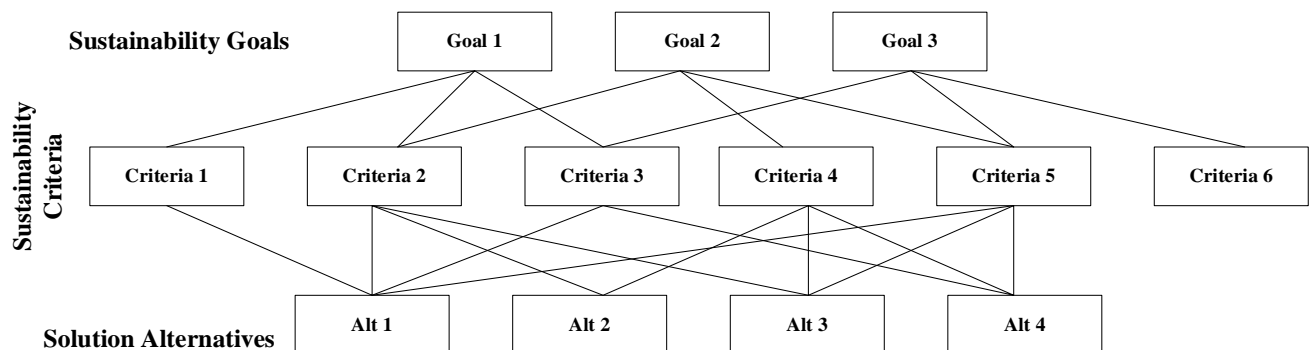 Sustainability Goals
Goal 1
Goal 2
Goal 3
Sustainability
Criteria
Criteria 1
Criteria 2
Criteria 3
Criteria 4
Criteria 5
Criteria 6
Solution Alternatives
Alt 1
Alt 2
Alt 3
Alt 4